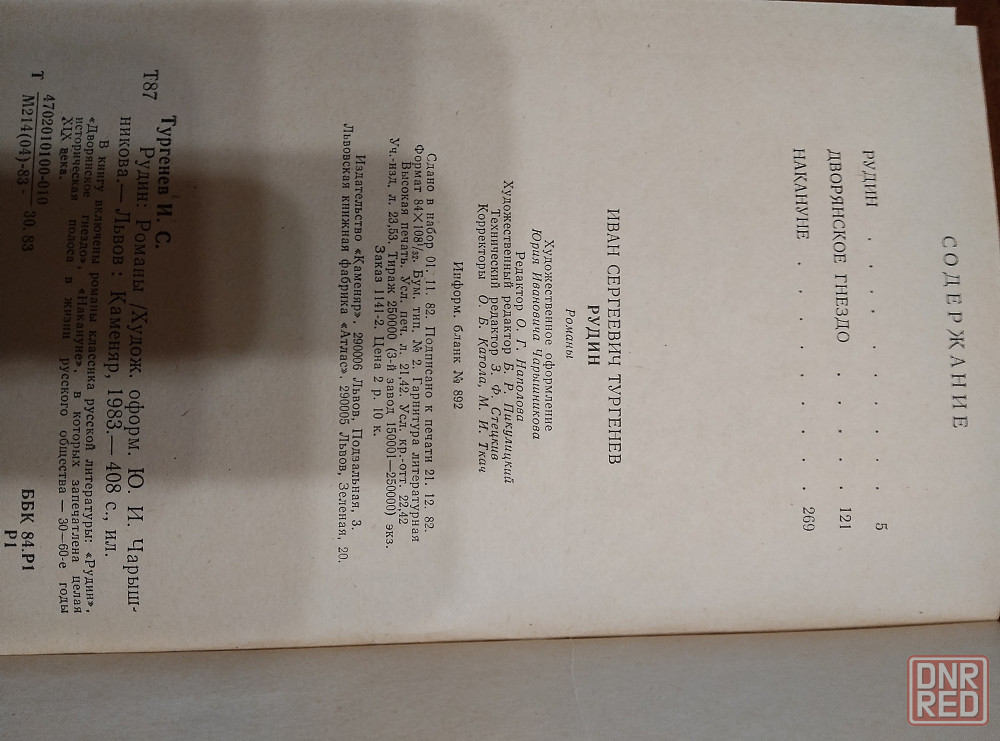 СОДЕРЖАНИЕ
РУДИН . . . . . . . . 5
ДВОРЯНСКОЕ ГНЕЗДО . . . . 121
НАКАНУНЕ . . . . . . . 269
ИВАН СЕРГЕЕВИЧ ТУРГЕНЕВ
РУДИН
Романы
Художественное оформление
Юрия Ивановича Чарышникова
Редактор О. Г. Наполова
Художественный редактор Б. Р. Пикулицкий
Технический редактор З. Ф. Стецкив
Корректоры О. Б. Катола, М. И. Ткач
Информ. бланк № 892
Сдано в набор 01. 11. 82. Подписано к печати 21. 12. 82.
Формат 84×108¹/₃₂. Бум. тип. № 2. Гарнитура литературная
Высокая печать. Усл. печ. л. 21,42. Усл. кр.-отт. 22,42
Уч.-изд. л. 23,53. Тираж 250000 (3-й завод 150001—250000) экз.
Заказ 1141-2. Цена 2 р. 10 к.
Издательство «Каменяр», 290006 Львов, Подвальная, 3.
Львовская книжная фабрика «Атлас», 290005 Львов, Зеленая, 20.
Тургенев И. С.
Т87 Рудин: Романы /Худож. оформ. Ю. И. Чарыш-
никова.— Львов : Каменяр, 1983.— 408 с., ил.
В книгу включены романы классика русской литературы: «Рудин»,
«Дворянское гнездо», «Накануне», в которых запечатлена целая
историческая полоса в жизни русского общества — 30—60-е годы
XIX века.
Т 4702010100-010
М214(04)-83 30. 83
ББК 84.Р1
Р1
DNR
RED